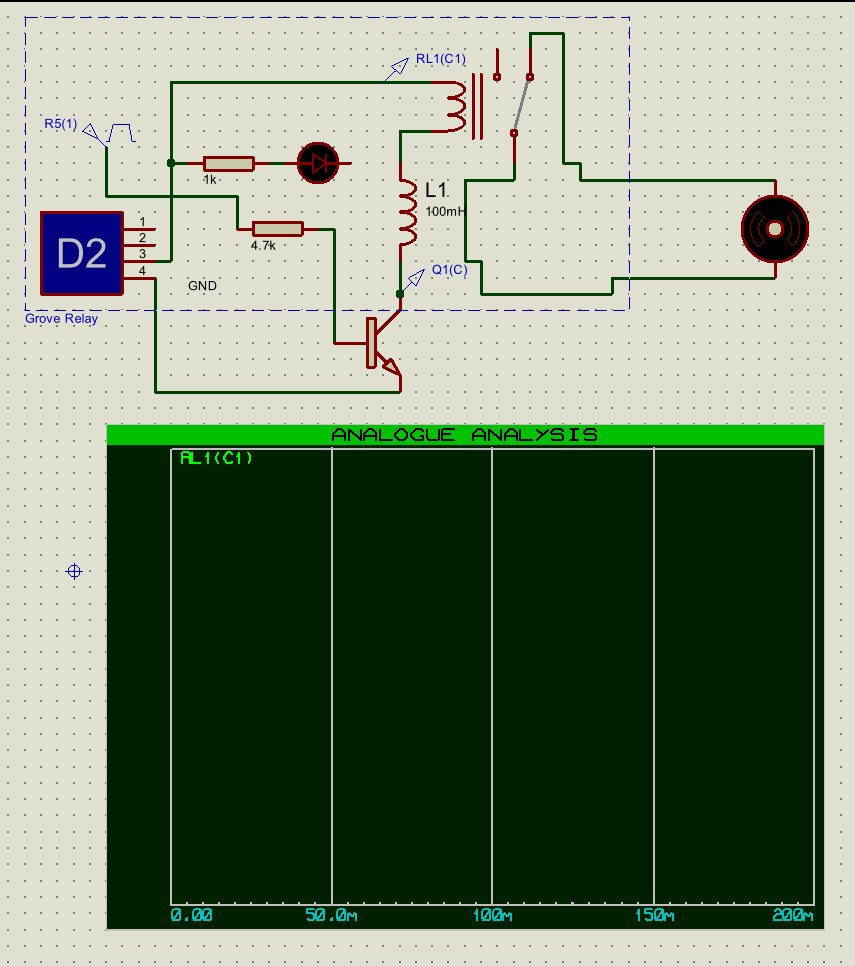 RL1(C1)
R5(1)
1k
L1
100mH
4.7k
D2
1
2
3
4
GND
Q1(C)
Grove Relay
ANALOGUE ANALYSIS
RL1(C1)
0.00 50.0m 100m 150m 200m